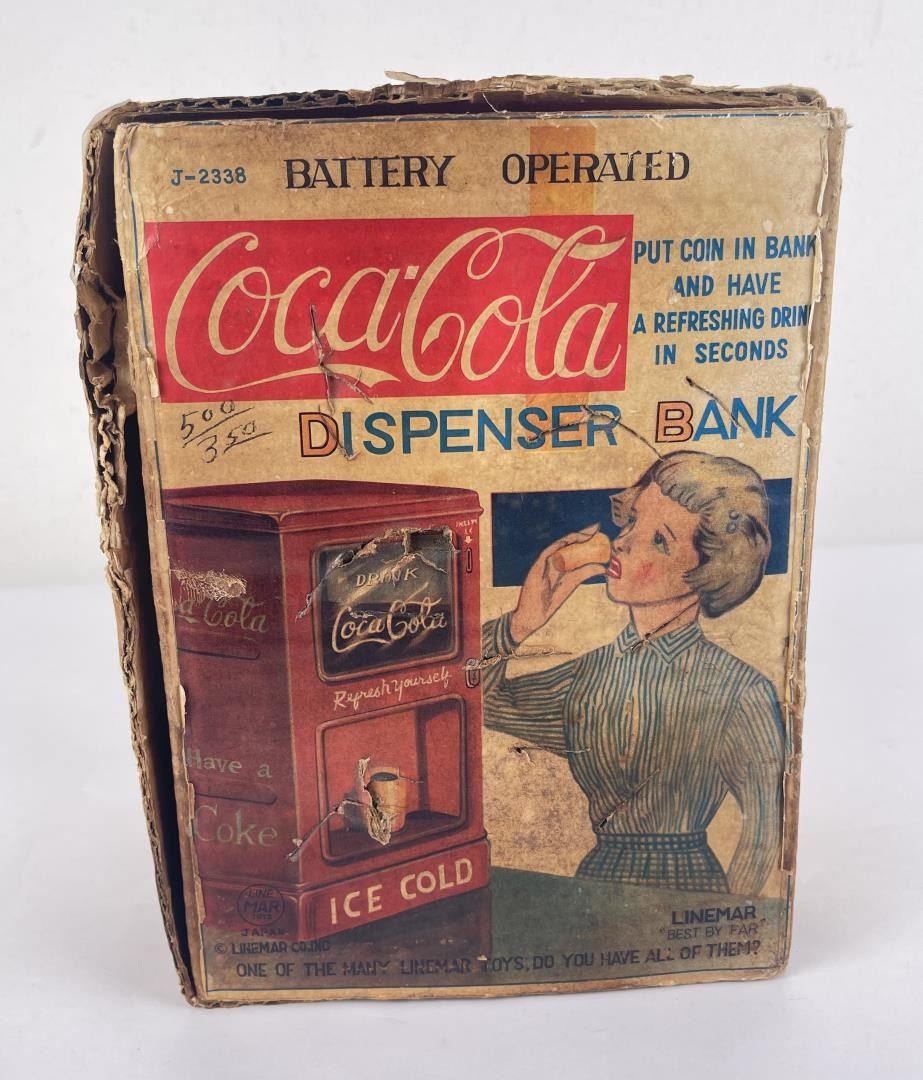 J-2338 BATTERY OPERATED
Coca-Cola
PUT COIN IN BANK
AND HAVE
A REFRESHING DRIN
IN SECONDS
500
350
DISPENSER BANK
DRINK
Coca-Cola
a-Cola
Refresh Yourself
Have a
Coke
ICE COLD
LINE
MAR
TOYS
JAPAN
© LINEMAR CO.INC
LINEMAR
"BEST BY FAR"
ONE OF THE MANY LINEMAR TOYS, DO YOU HAVE ALL OF THEM?